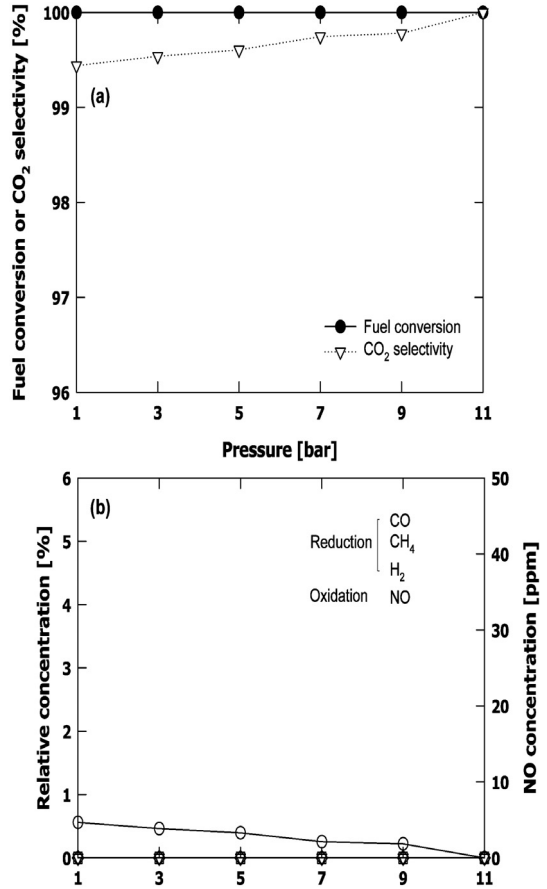 Fuel conversion or CO2 selectivity [%]
100
99
98
97
96
(a)
Fuel conversion
CO2 selectivity
1 3 5 7 9 11
Pressure [bar]
Relative concentration [%]
6
5
4
3
2
1
0
(b)
Reduction
CO
CH4
H2
Oxidation NO
50
40
30
20
10
0
NO concentration [ppm]
1 3 5 7 9 11